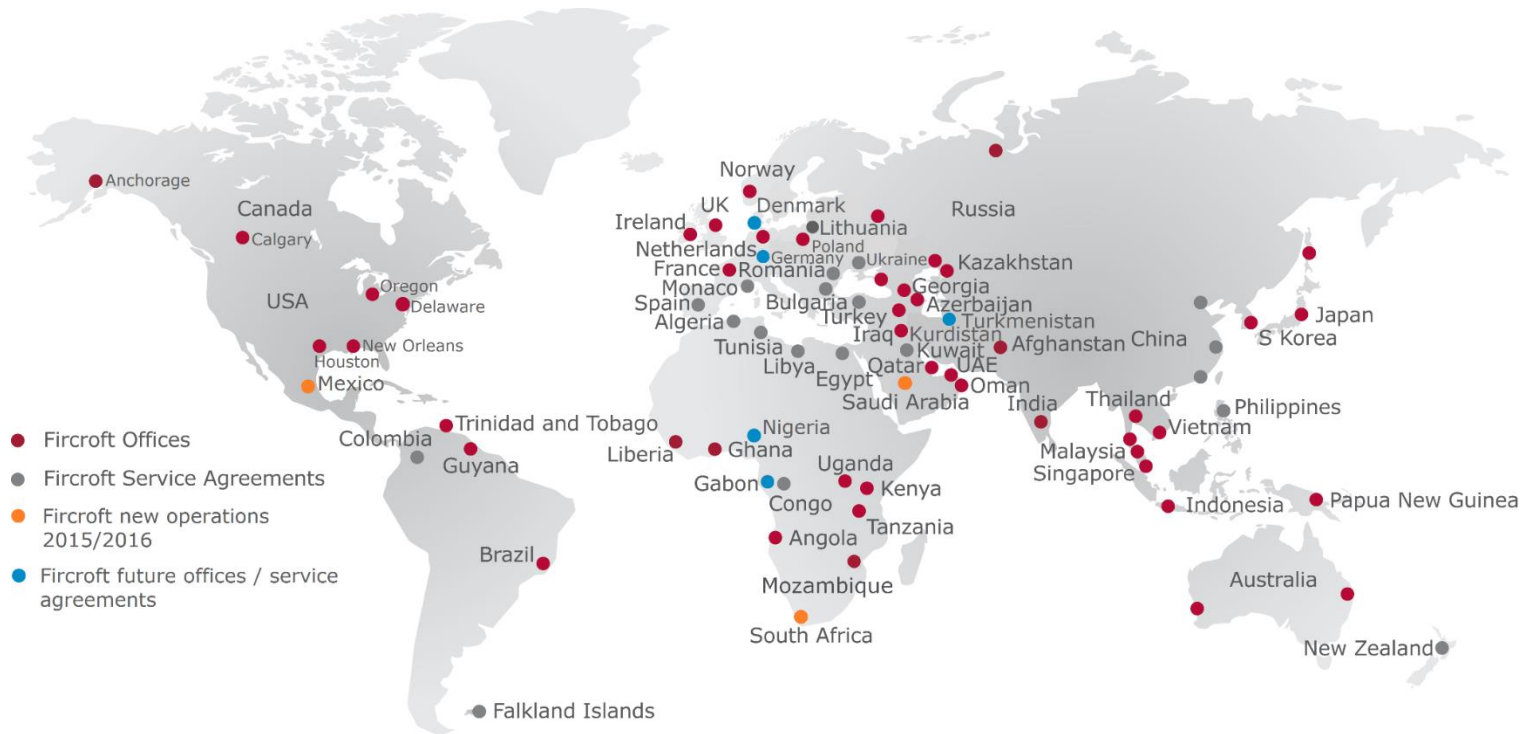 Norway
Anchorage
UK
Denmark
Canada
Russia
Ireland
Lithuania
Calgary
Netherlands
Poland
Germany
Ukraine
Kazakhstan
France
Romania
Oregon
Monaco
Georgia
USA
Delaware
Spain
Bulgaria
Azerbaijan
Algeria
Turkey
Turkmenistan
Japan
Iraq
Kurdistan
S Korea
New Orleans
Tunisia
Afghanstan
China
Houston
Libya
Kuwait
Mexico
Egypt
Qatar
UAE
Oman
Saudi Arabia
India
Thailand
Philippines
Trinidad and Tobago
Nigeria
Vietnam
Fircroft Offices
Colombia
Liberia
Ghana
Malaysia
Guyana
Uganda
Singapore
Fircroft Service Agreements
Gabon
Kenya
Congo
Papua New Guinea
Indonesia
Fircroft new operations
2015/2016
Tanzania
Angola
Brazil
Fircroft future offices / service
agreements
Mozambique
Australia
South Africa
New Zealand
Falkland Islands